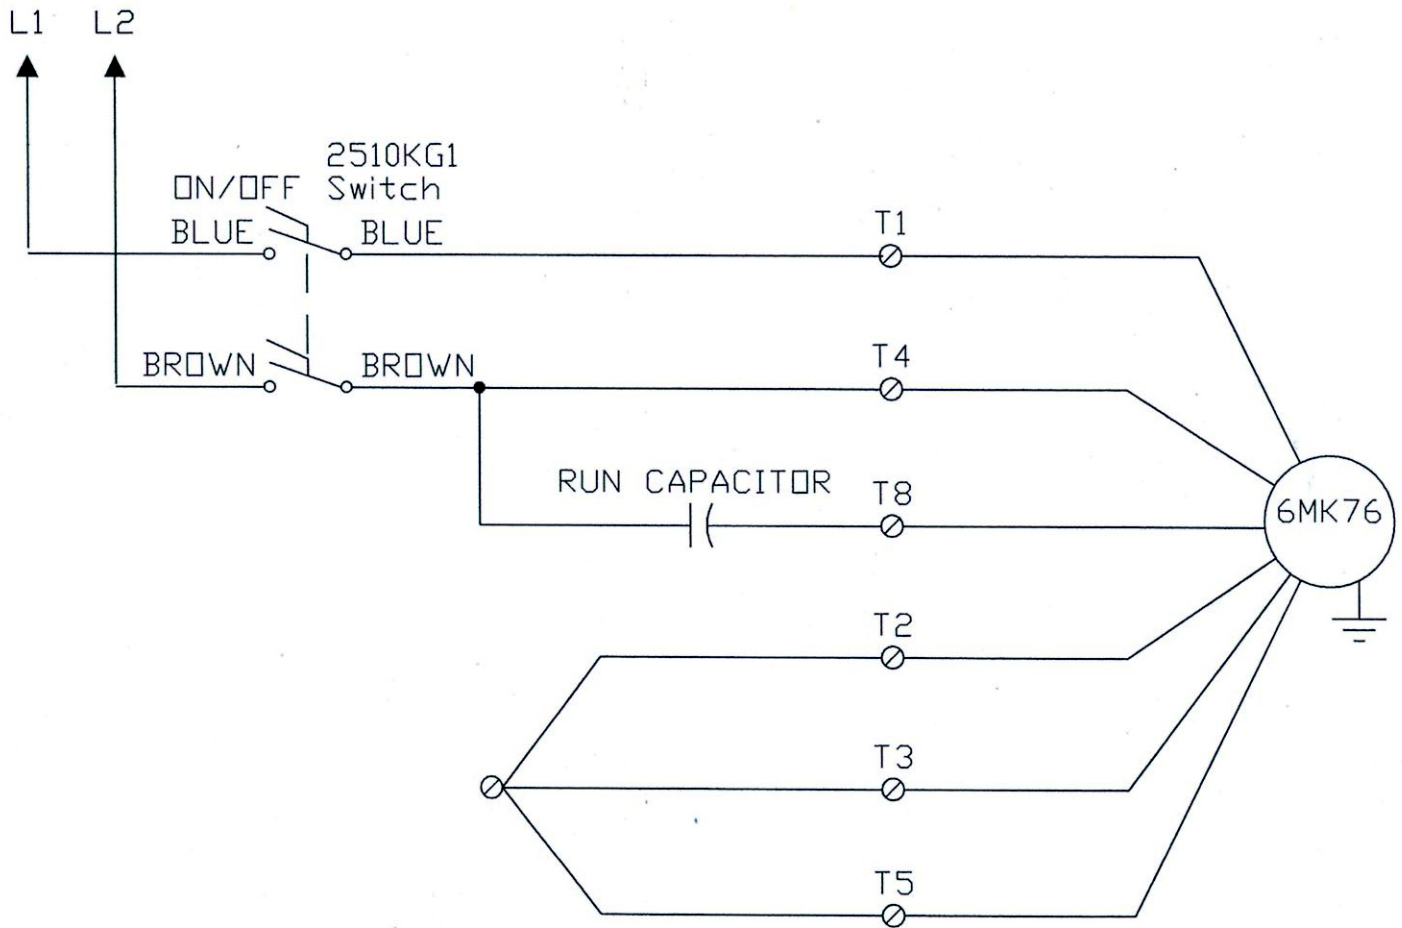 L1 L2
2510KG1
ON/OFF Switch
BLUE BLUE
T1
BROWN BROWN
T4
RUN CAPACITOR
T8
6MK76
T2
T3
T5